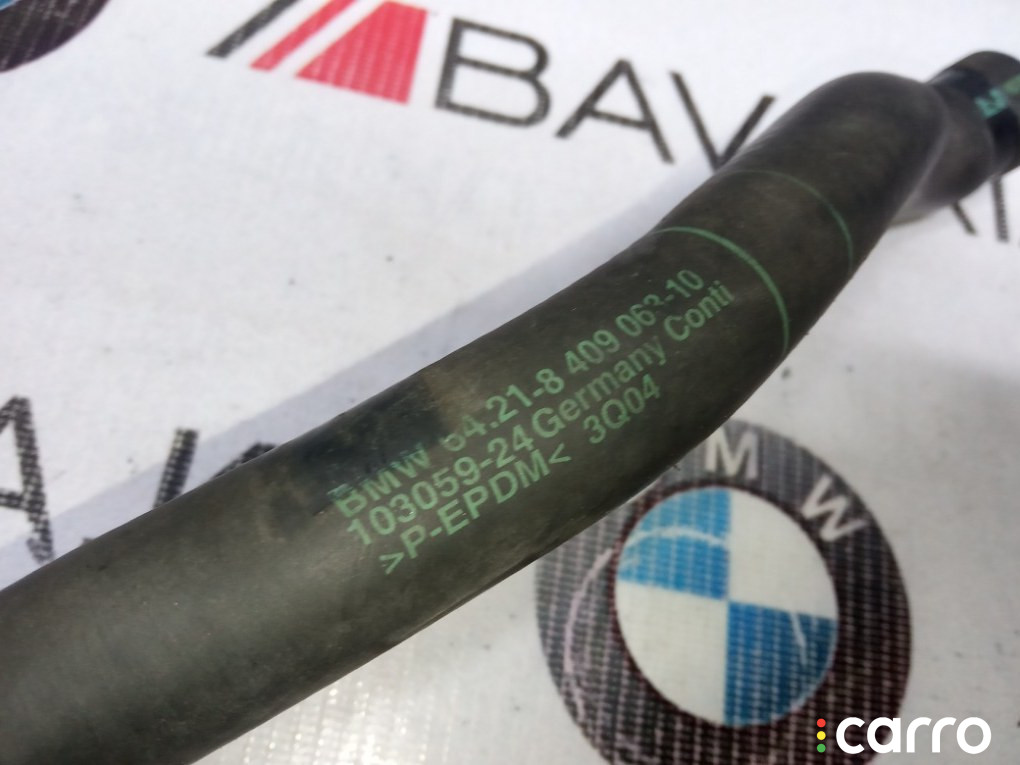 BAV
BMW 64.21-8 409 063-10
103059-24 Germany Conti
>P-EPDM< 3Q04
BMW
carro